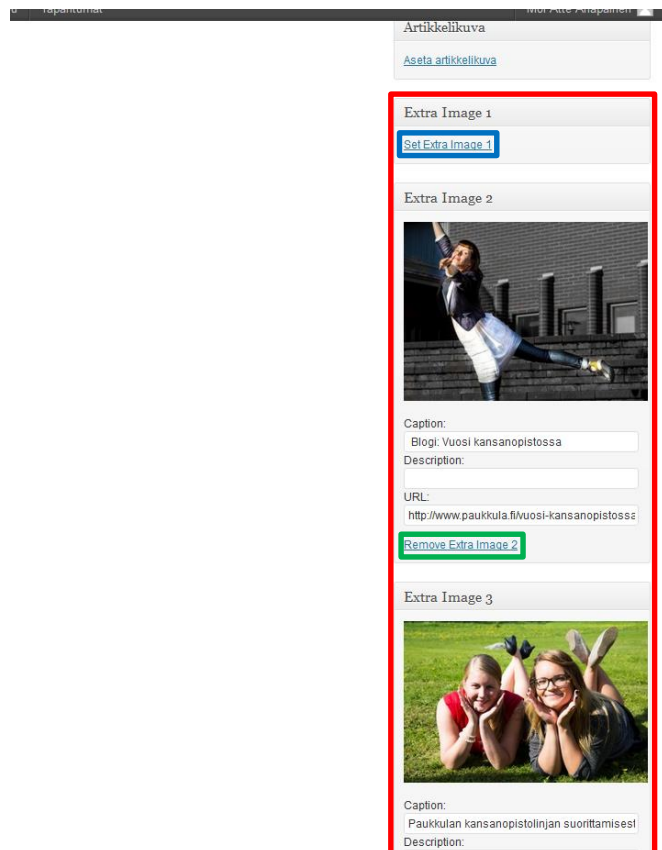 Tapahtumat
Artikkelikuva
Aseta artikkelikuva
Extra Image 1
Set Extra Image 1
Extra Image 2
Caption:
Blogi: Vuosi kansanopistossa
Description:
URL:
http://www.paukkula.fi/vuosi-kansanopistossa
Remove Extra Image 2
Extra Image 3
Caption:
Paukkulan kansanopistolinjan suorittamisest
Description: